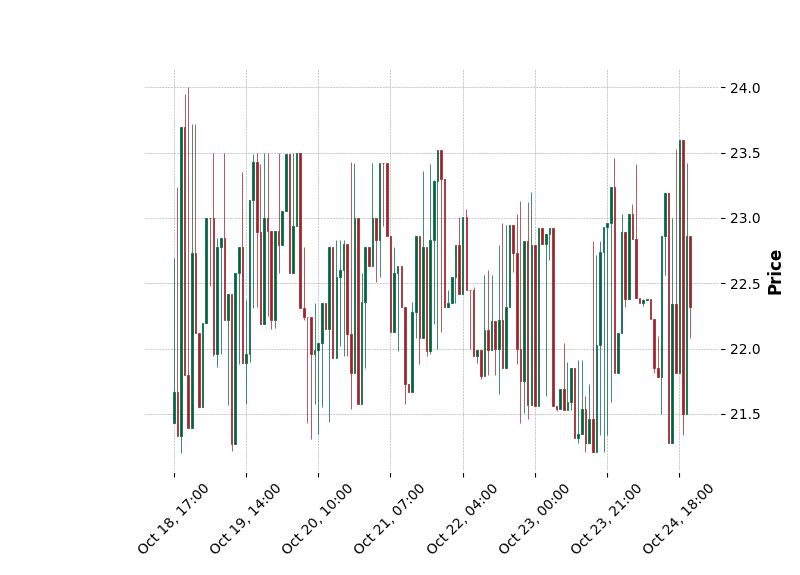 24.0
23.5
23.0
22.5
22.0
21.5
Price
Oct 18, 17:00
Oct 19, 14:00
Oct 20, 10:00
Oct 21, 07:00
Oct 22, 04:00
Oct 23, 00:00
Oct 23, 21:00
Oct 24, 18:00